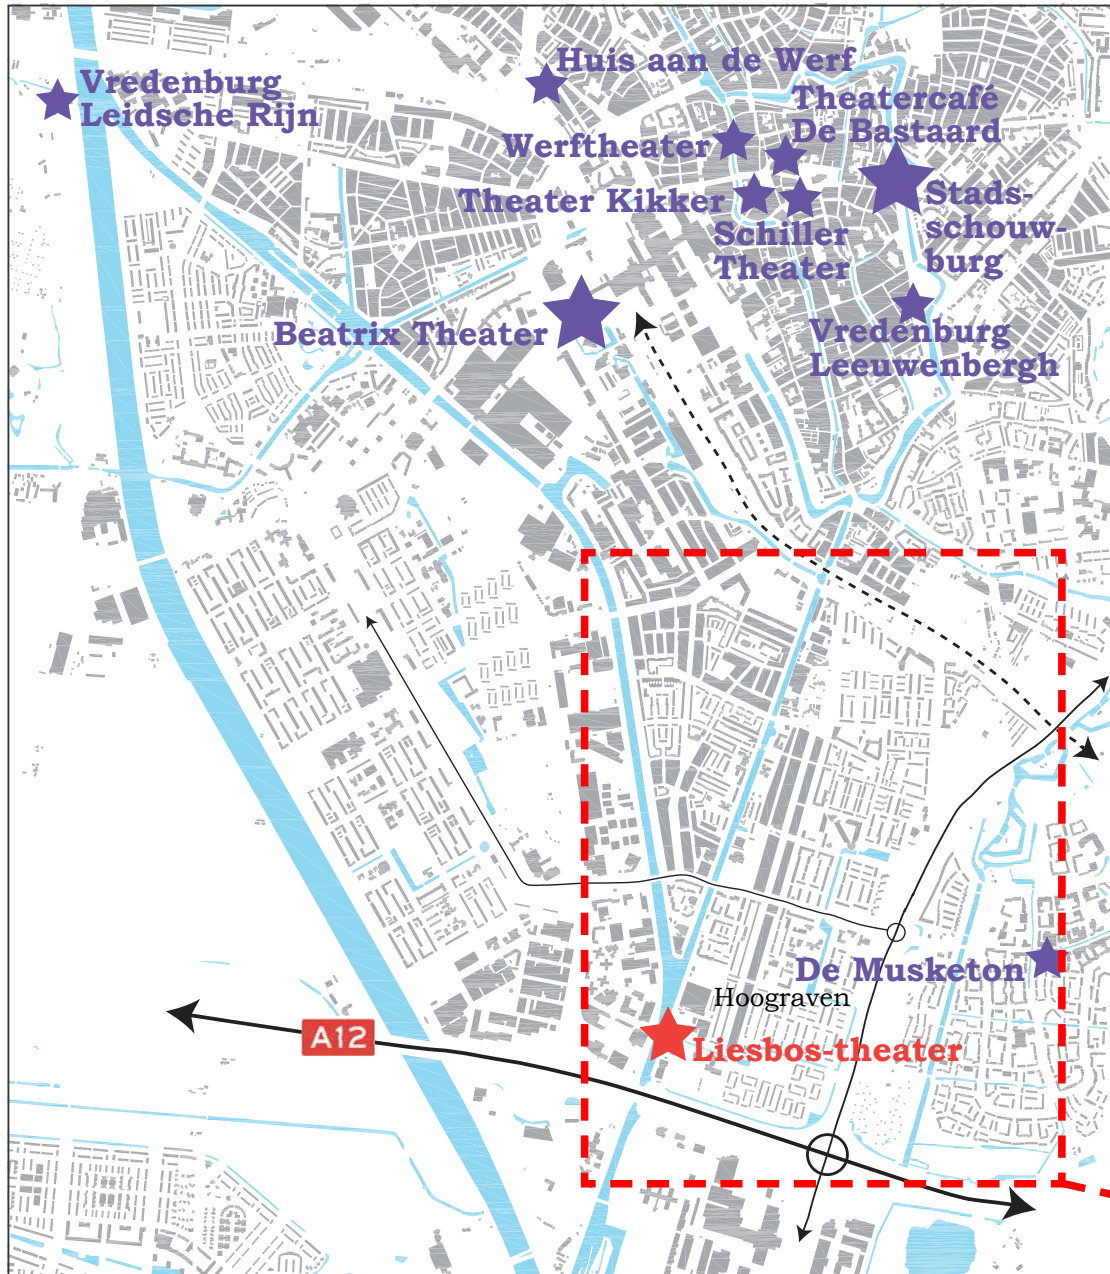 Huis aan de Werf
Vredenburg
Leidsche Rijn
Theatercafé
De Bastaard
Werftheater
Theater Kikker
Stads-
schouw-
burg
Schiller
Theater
Beatrix Theater
Vredenburg
Leeuwenbergh
De Musketon
Hoograven
A12
Liesbos-theater